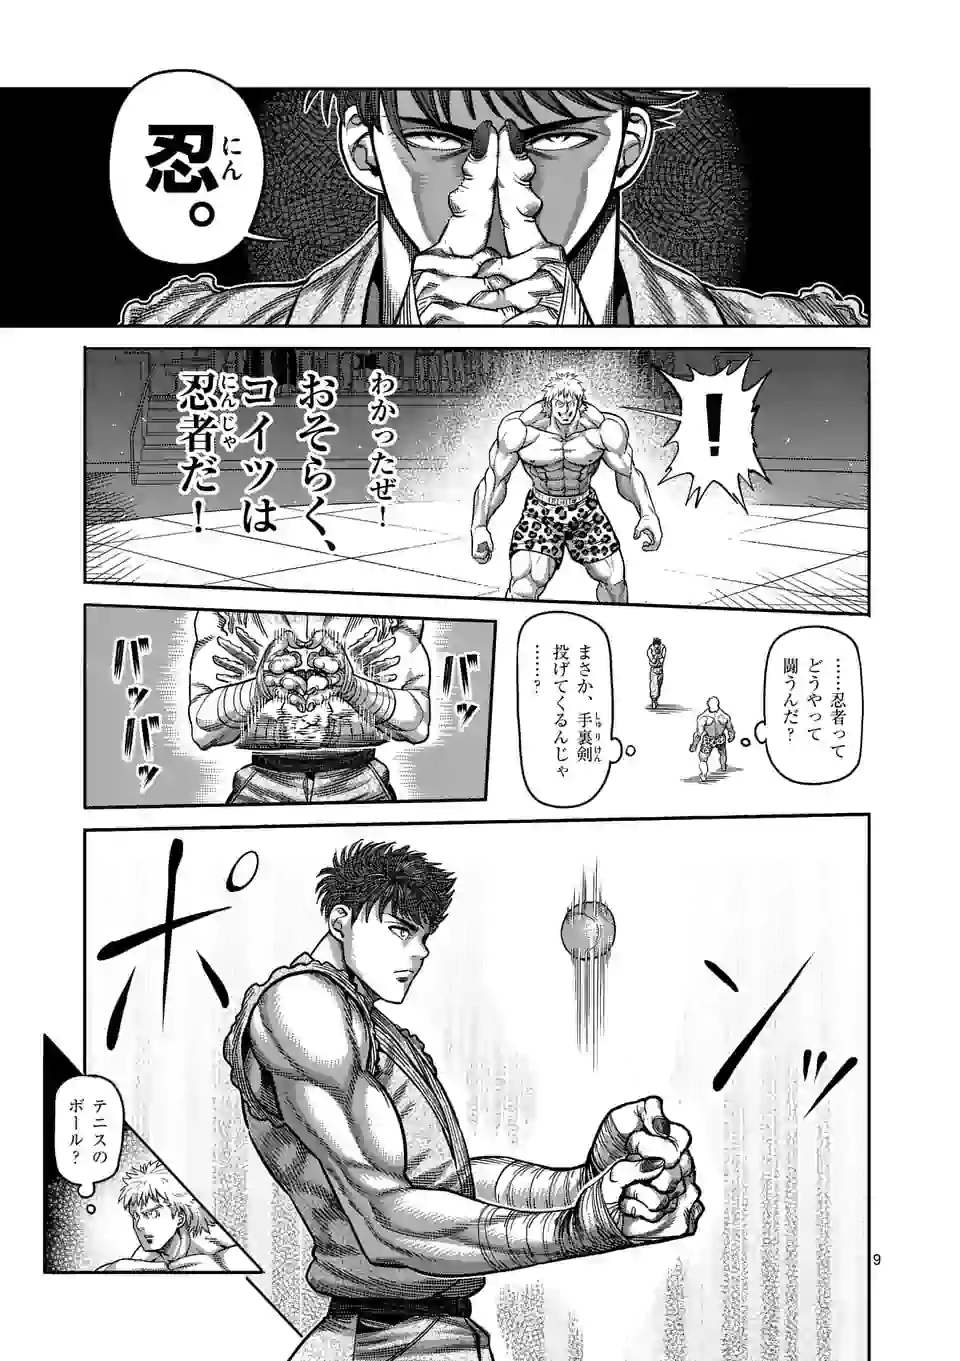 忍。
にん
！
わかったぜ！
おそらく、
コイツは
忍者だ！
にんじゃ
……忍者って
どうやって
闘うんだ？
まさか、手裏剣
しゅりけん
投げてくるんじゃ
……？
バッ
バッ
ポーンッ
テニスの
ボール？
9